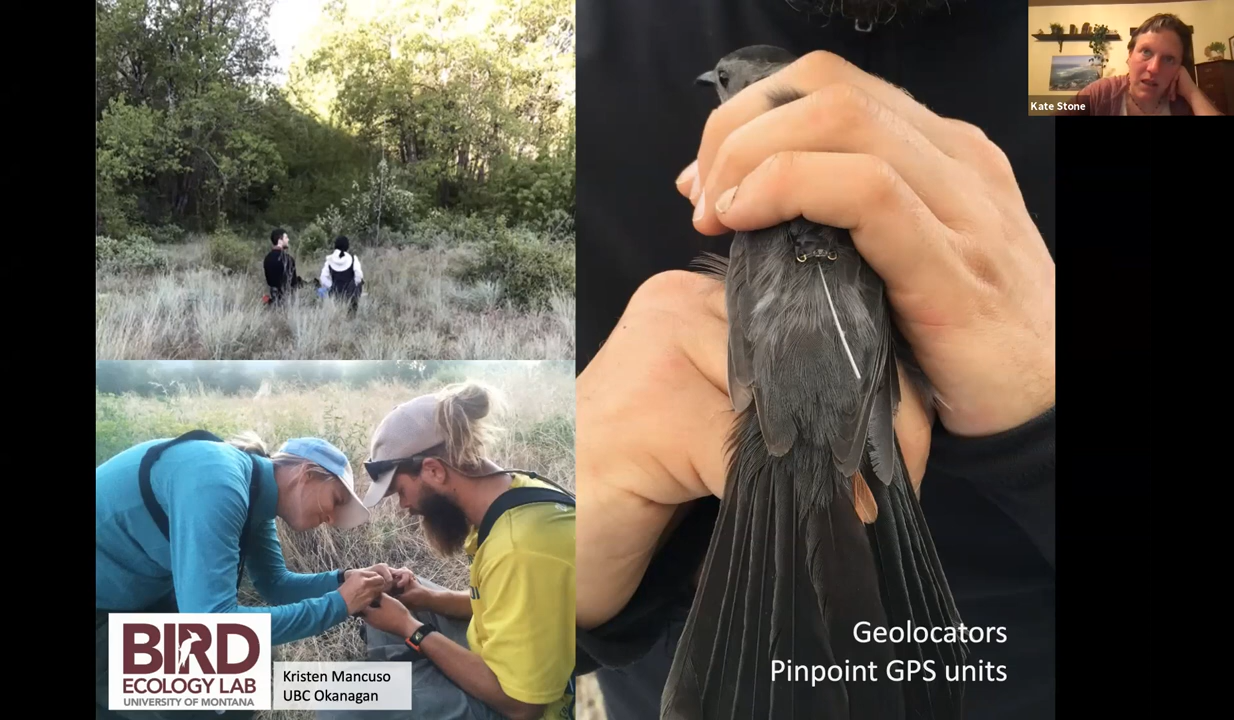 Kate Stone
BIRD
ECOLOGY LAB
UNIVERSITY OF MONTANA
Kristen Mancuso
UBC Okanagan
Geolocators
Pinpoint GPS units